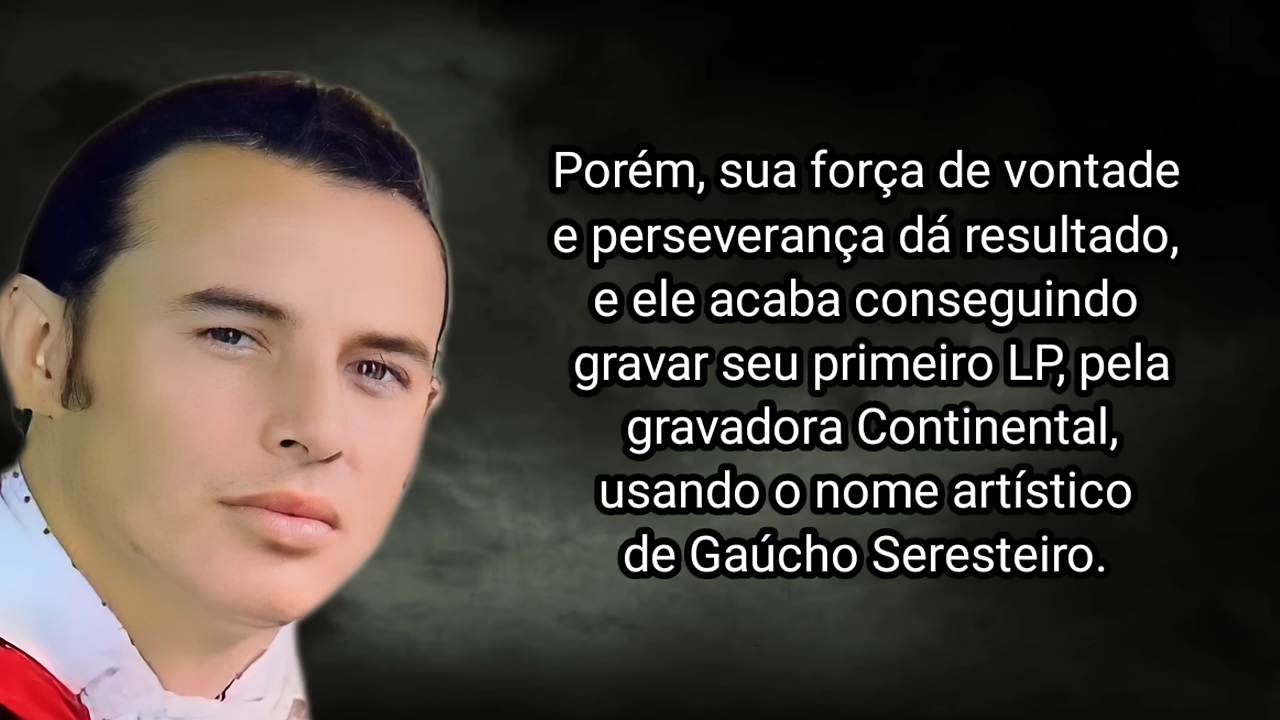 Porém, sua força de vontade
e perseverança dá resultado,
e ele acaba conseguindo
gravar seu primeiro LP, pela
gravadora Continental,
usando o nome artístico
de Gaúcho Seresteiro.